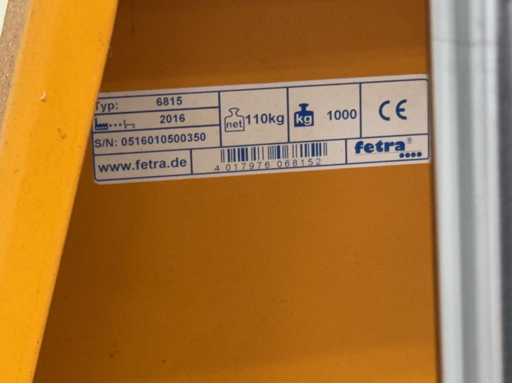 Typ: 6815
2016
S/N: 0516010500350
net 110kg
kg 1000
CE
www.fetra.de
4 017976 068152
fetra®